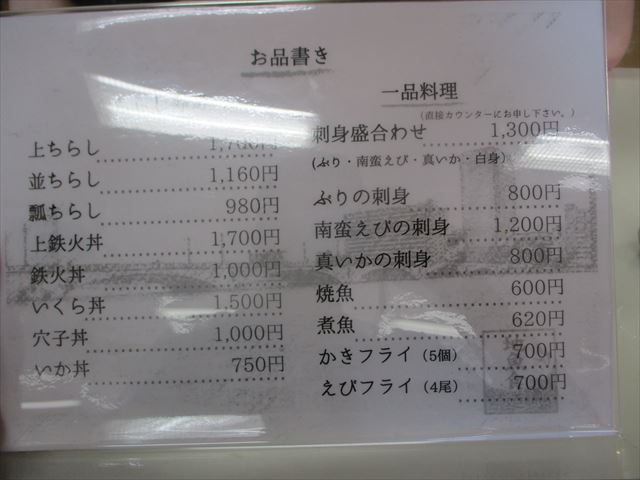 お品書き
上ちらし
並ちらし 1,160円
瓢ちらし 980円
上鉄火丼 1,700円
鉄火丼 1,000円
いくら丼 1,500円
穴子丼 1,000円
いか丼 750円
一品料理
(直接カウンターにお申し下さい。)
刺身盛合わせ 1,300円
(ぶり・南蛮えび・真いか・白身)
ぶりの刺身 800円
南蛮えびの刺身 1,200円
真いかの刺身 800円
焼魚 600円
煮魚 620円
かきフライ (5個) 700円
えびフライ (4尾) 700円